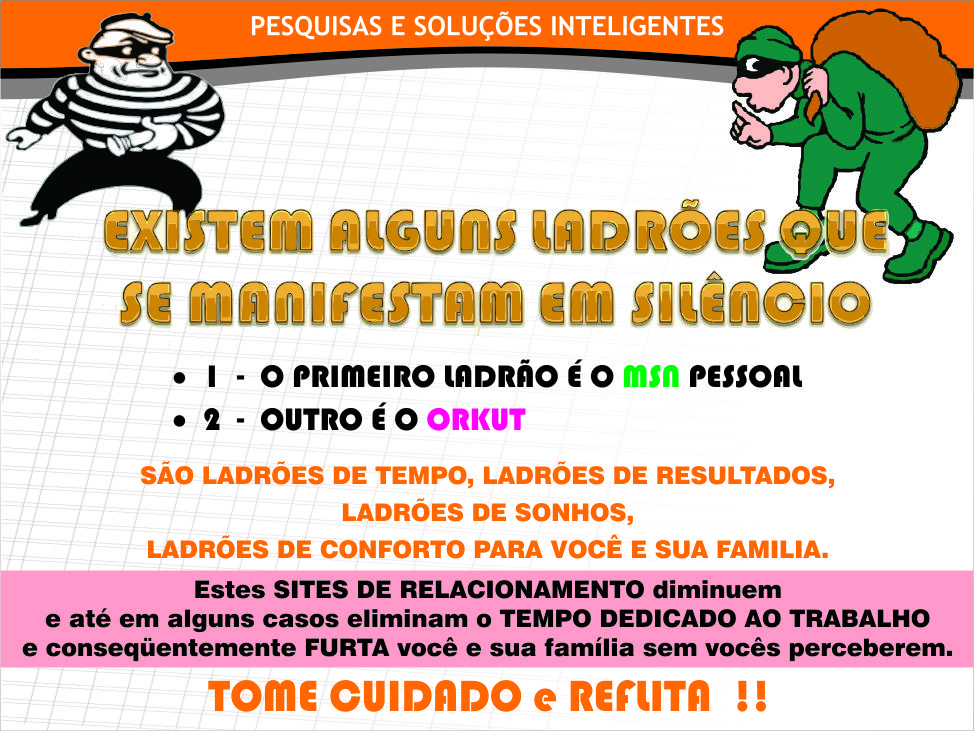 PESQUISAS E SOLUÇÕES INTELIGENTES
EXISTEM ALGUNS LADRÕES QUE
SE MANIFESTAM EM SILÊNCIO
• 1 - O PRIMEIRO LADRÃO É O MSN PESSOAL
• 2 - OUTRO É O ORKUT
SÃO LADRÕES DE TEMPO, LADRÕES DE RESULTADOS,
LADRÕES DE SONHOS,
LADRÕES DE CONFORTO PARA VOCÊ E SUA FAMILIA.
Estes SITES DE RELACIONAMENTO diminuem
e até em alguns casos eliminam o TEMPO DEDICADO AO TRABALHO
e conseqüentemente FURTA você e sua família sem vocês perceberem.
TOME CUIDADO e REFLITA !!